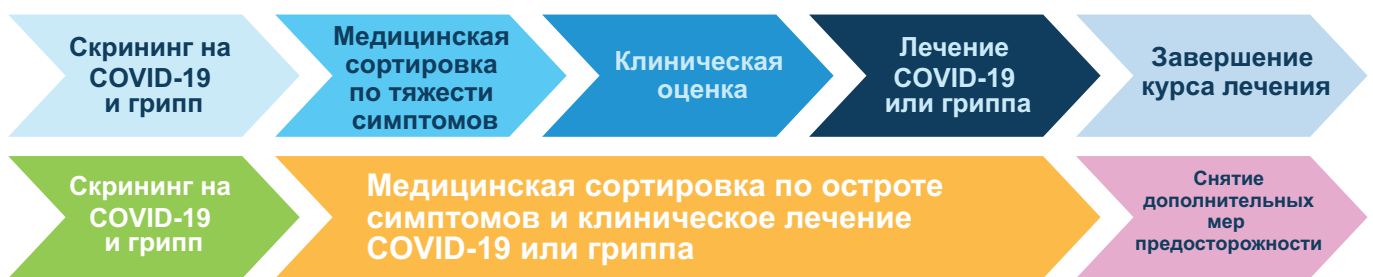 Скрининг на
COVID-19
и грипп
Медицинская
сортировка
по тяжести
симптомов
Клиническая
оценка
Лечение
COVID-19
или гриппа
Завершение
курса лечения
Скрининг на
COVID-19
и грипп
Медицинская сортировка по остроте
симптомов и клиническое лечение
COVID-19 или гриппа
Снятие
дополнительных
мер
предосторожности